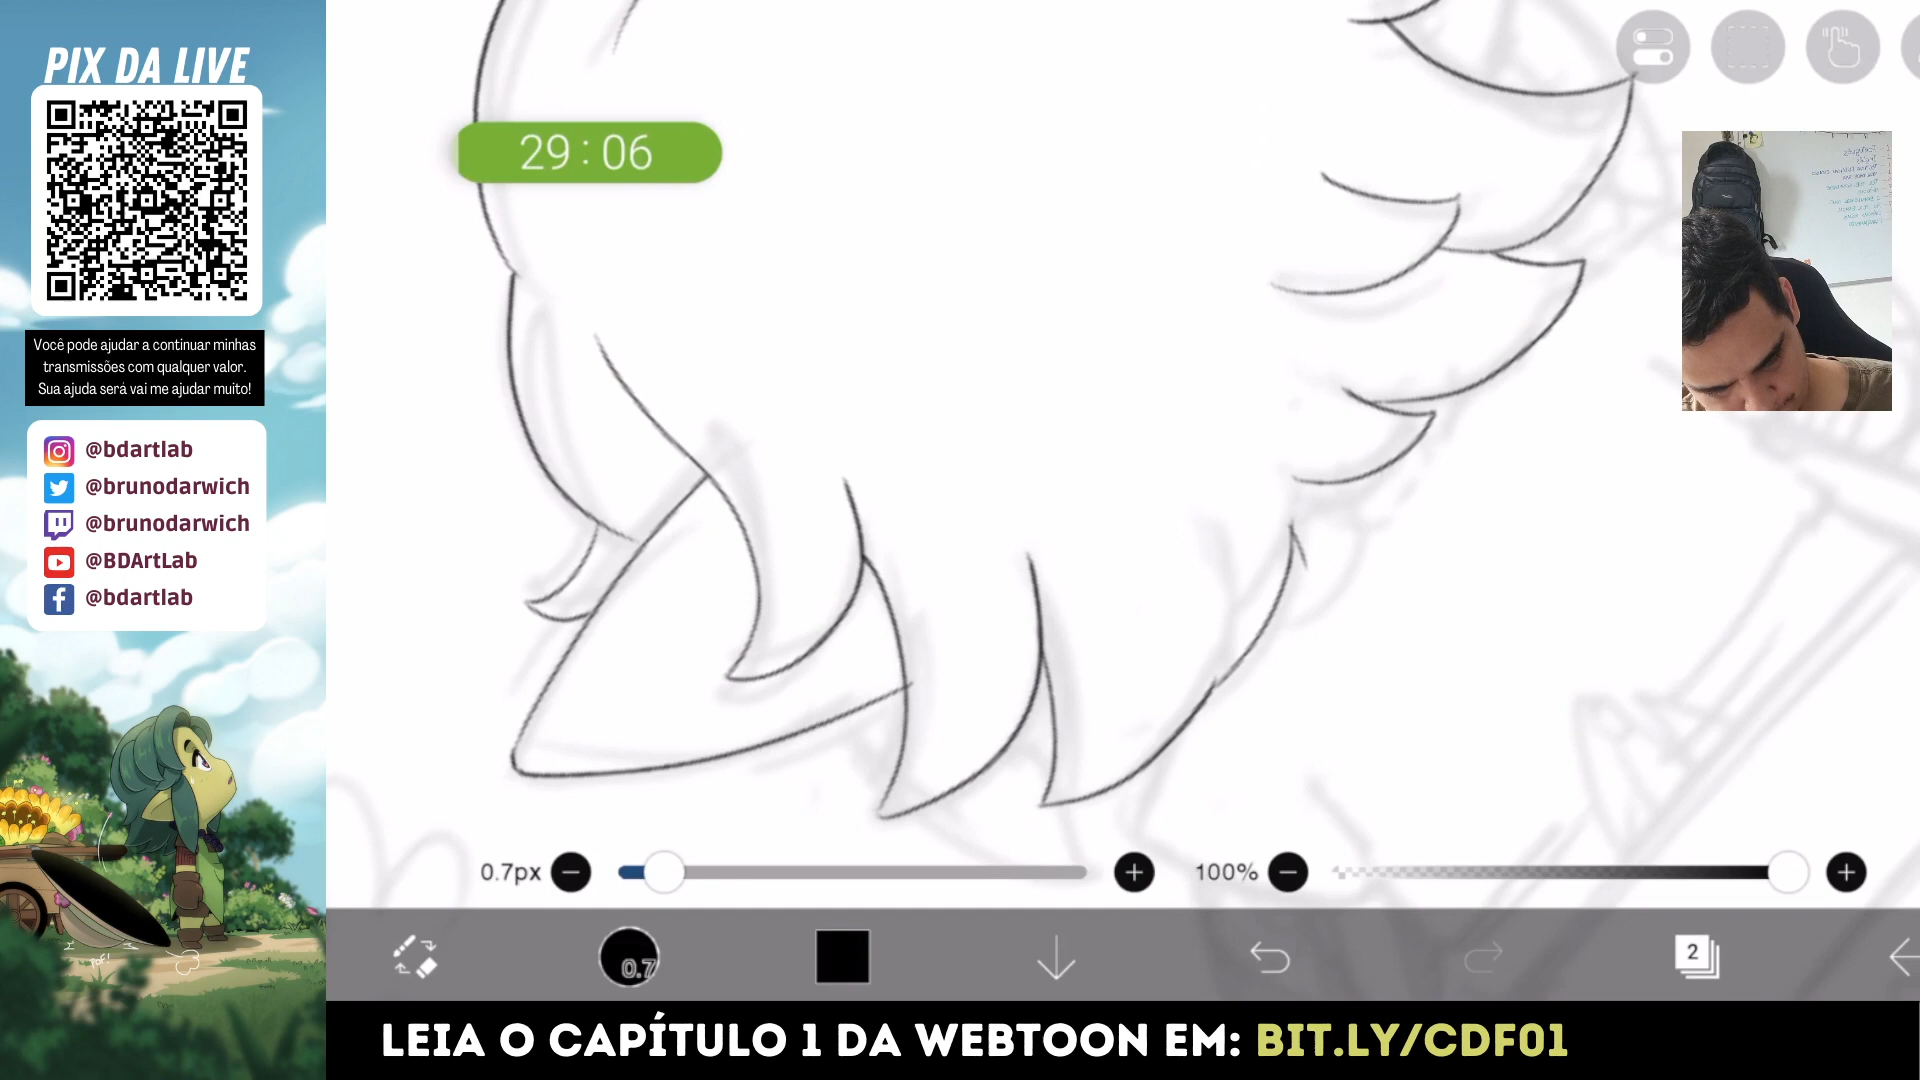 PIX DA LIVE
Você pode ajudar a continuar minhas
transmissões com qualquer valor.
Sua ajuda será vai me ajudar muito!
@bdartlab
@brunodarwich
@brunodarwich
@BDArtLab
@bdartlab
POF!
29:06
0.7px
100%
0.7
2
LEIA O CAPÍTULO 1 DA WEBTOON EM: BIT.LY/CDF01